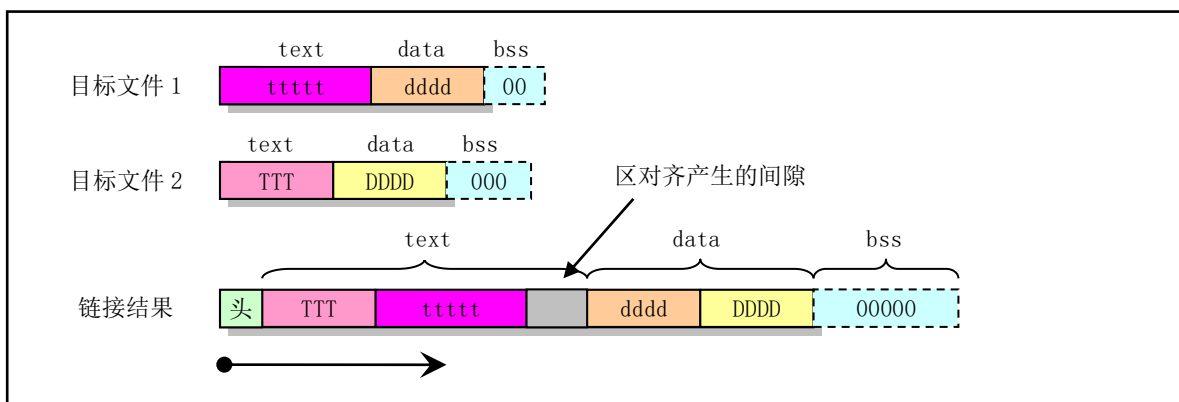 text data bss
目标文件 1 ttttt dddd 00
text data bss
目标文件 2 TTT DDDD 000
区对齐产生的间隙
text data bss
链接结果 头 TTT ttttt dddd DDDD 00000